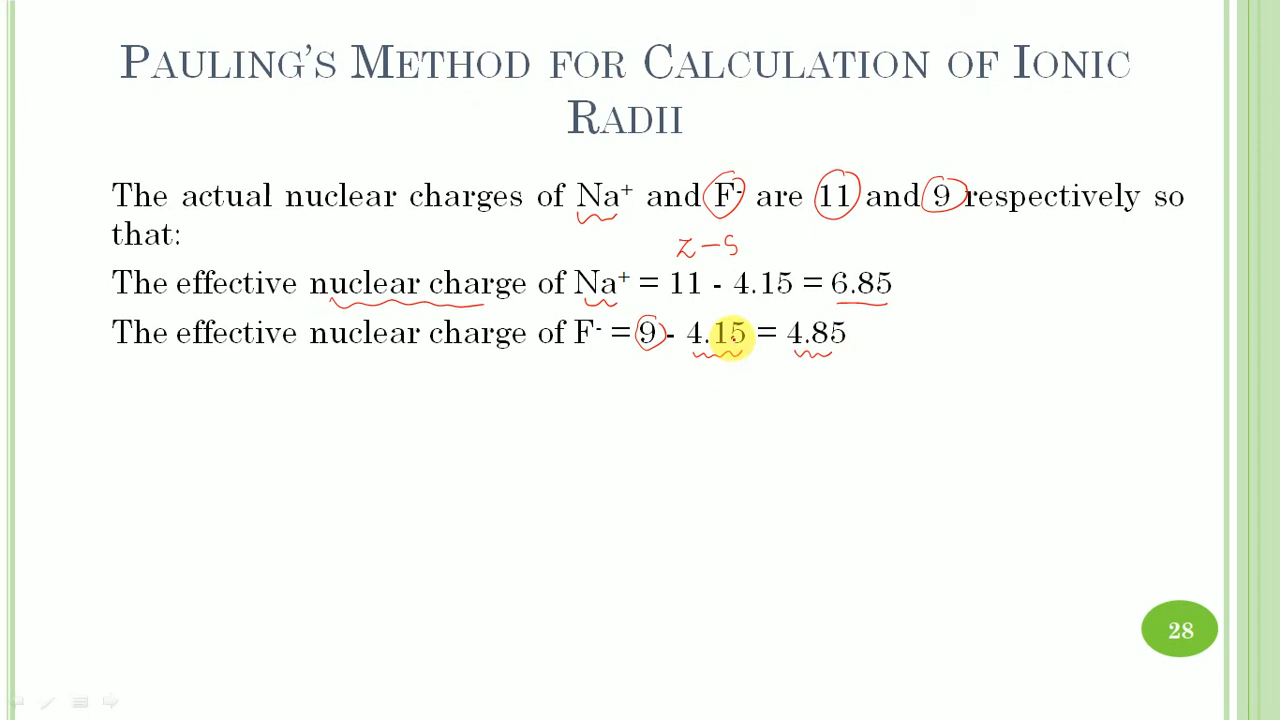 PAULING'S METHOD FOR CALCULATION OF IONIC
RADII
The actual nuclear charges of Na⁺ and F⁻ are 11 and 9 respectively so
that:
Z-S
The effective nuclear charge of Na⁺ = 11 - 4.15 = 6.85
The effective nuclear charge of F⁻ = 9 - 4.15 = 4.85
28